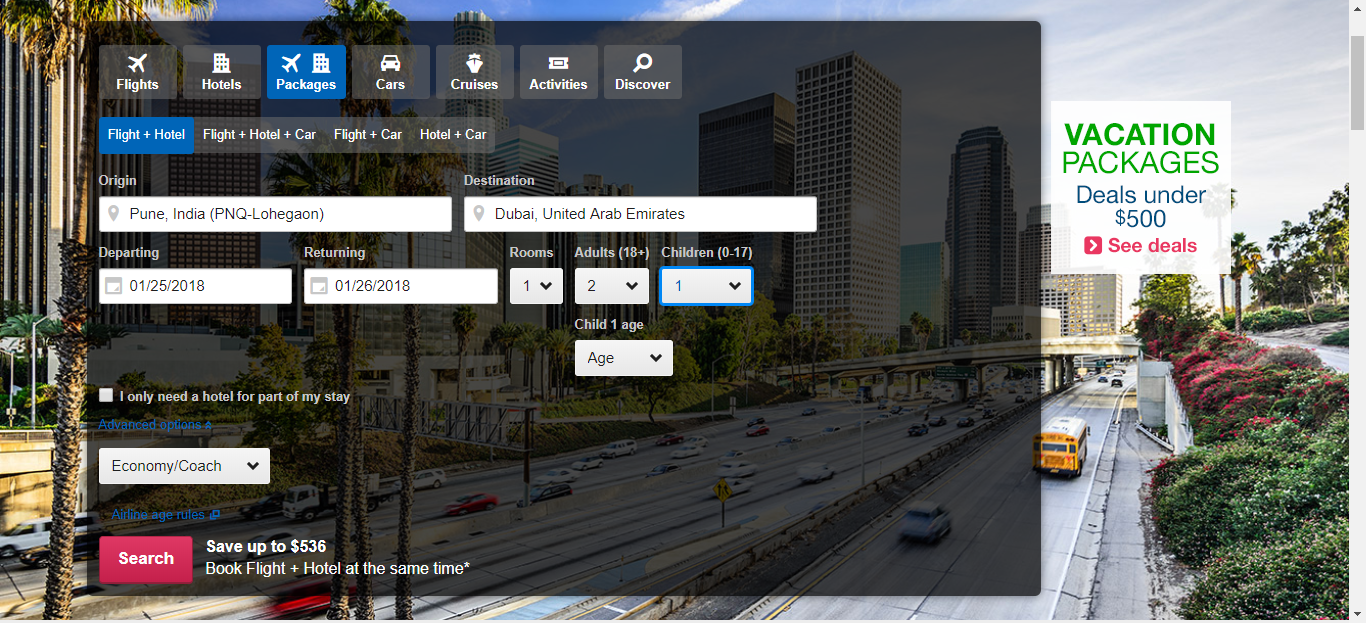 Flights Hotels Packages Cars Cruises Activities Discover
Flight + Hotel Flight + Hotel + Car Flight + Car Hotel + Car
Origin Destination
Pune, India (PNQ-Lohegaon) Dubai, United Arab Emirates
Departing Returning Rooms Adults (18+) Children (0-17)
01/25/2018 01/26/2018 1 2 1
Child 1 age
Age
I only need a hotel for part of my stay
Advanced options
Economy/Coach
Airline age rules
Search
Save up to $536
Book Flight + Hotel at the same time*
VACATION
PACKAGES
Deals under
$500
See deals